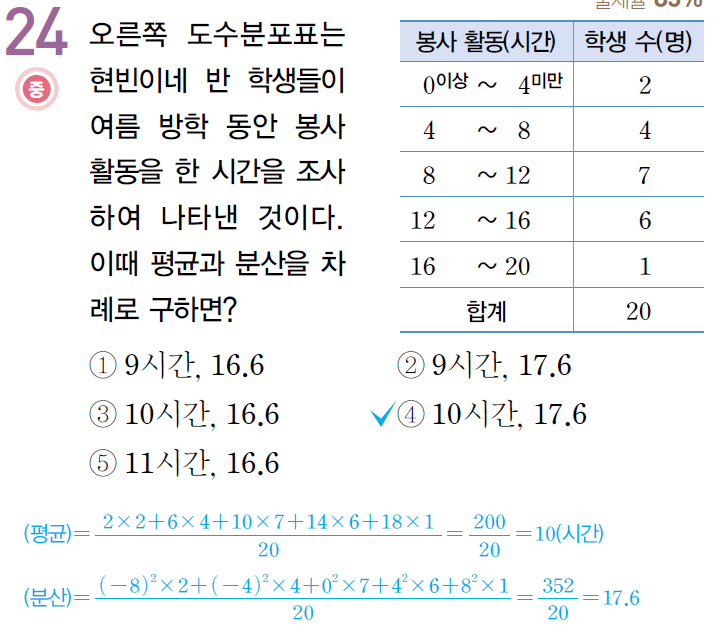 24
중
오른쪽 도수분포표는
현빈이네 반 학생들이
여름 방학 동안 봉사
활동을 한 시간을 조사
하여 나타낸 것이다.
이때 평균과 분산을 차
례로 구하면?
봉사 활동(시간) 학생 수(명)
0이상 ~ 4미만 2
4 ~ 8 4
8 ~ 12 7
12 ~ 16 6
16 ~ 20 1
합계 20
① 9시간, 16.6 ② 9시간, 17.6
③ 10시간, 16.6 ④ 10시간, 17.6
⑤ 11시간, 16.6
(평균)= 2×2+6×4+10×7+14×6+18×1 / 20 = 200 / 20 =10(시간)
(분산)= (-8)²×2+(-4)²×4+0²×7+4²×6+8²×1 / 20 = 352 / 20 =17.6